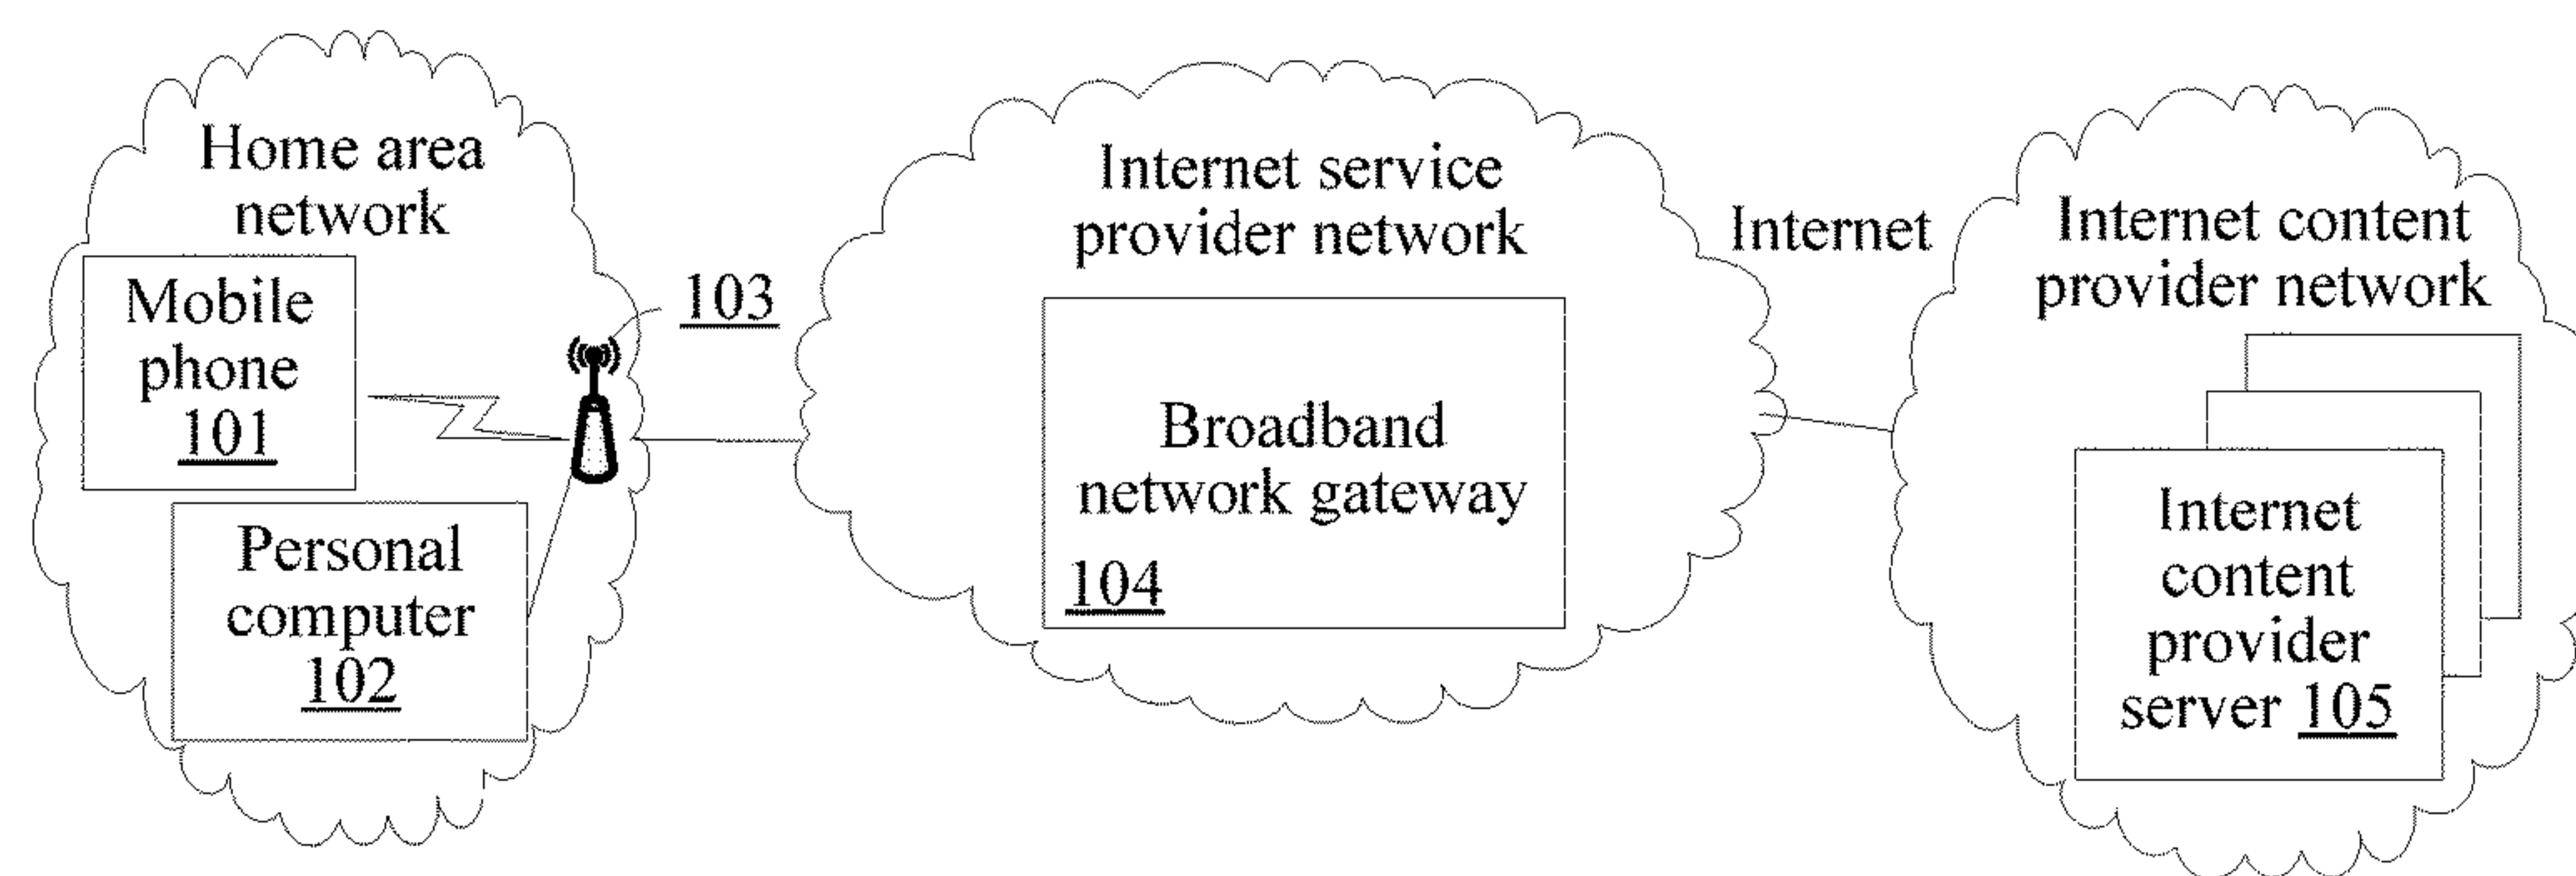 Home area
network
Mobile
phone
101
Personal
computer
102
103
Internet service
provider network
Broadband
network gateway
104
Internet
Internet content
provider network
Internet
content
provider
server 105